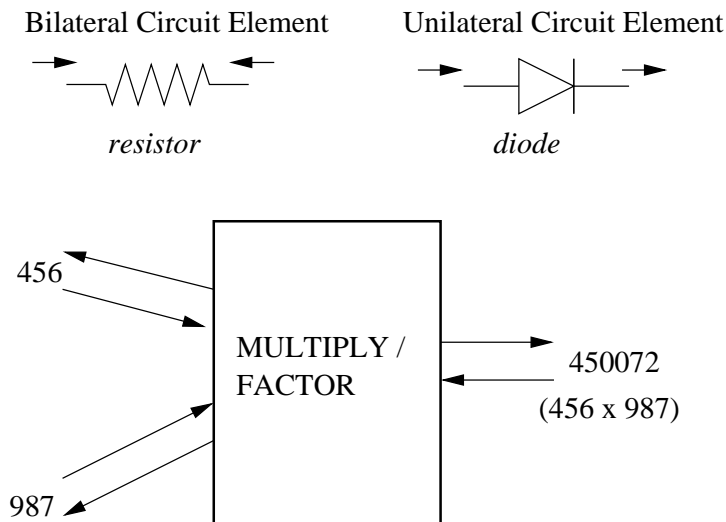 Bilateral Circuit Element
Unilateral Circuit Element
resistor
diode
456
MULTIPLY /
FACTOR
450072
(456 x 987)
987